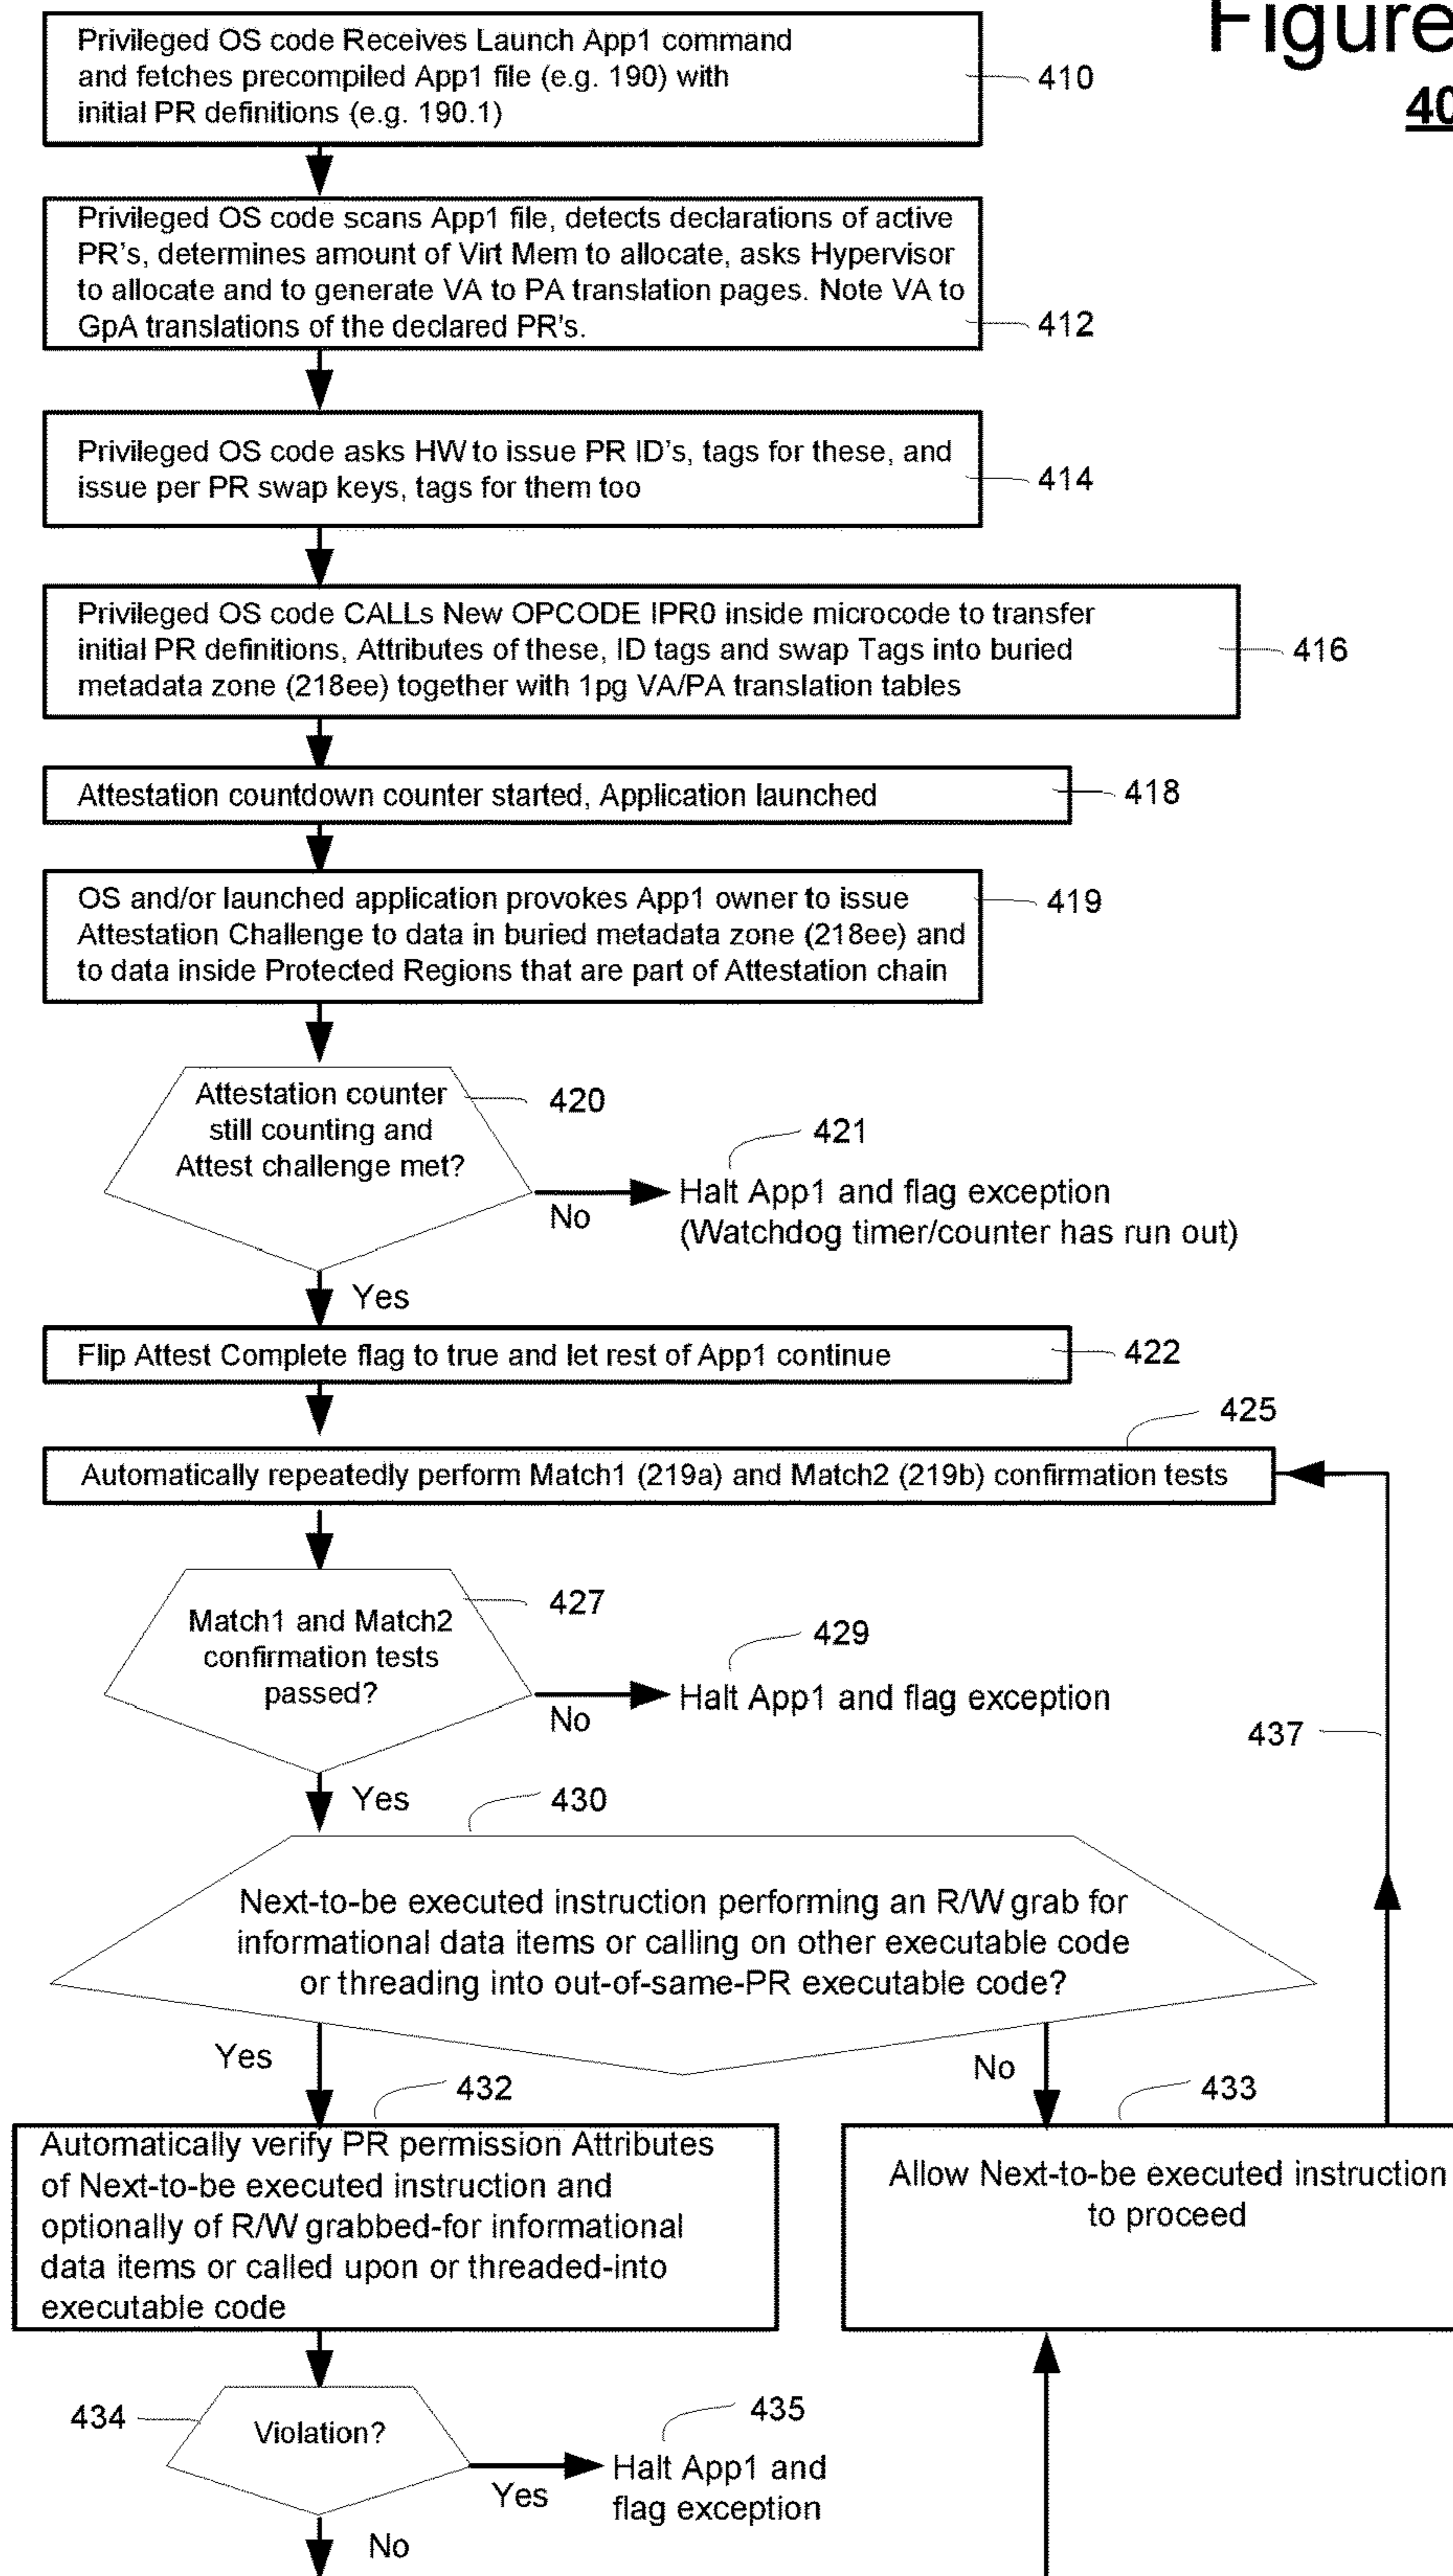 Figure
40
Privileged OS code Receives Launch App1 command
and fetches precompiled App1 file (e.g. 190) with
initial PR definitions (e.g. 190.1)
410
Privileged OS code scans App1 file, detects declarations of active
PR's, determines amount of Virt Mem to allocate, asks Hypervisor
to allocate and to generate VA to PA translation pages. Note VA to
GpA translations of the declared PR's.
412
Privileged OS code asks HW to issue PR ID's, tags for these, and
issue per PR swap keys, tags for them too
414
Privileged OS code CALLs New OPCODE IPR0 inside microcode to transfer
initial PR definitions, Attributes of these, ID tags and swap Tags into buried
metadata zone (218ee) together with 1pg VA/PA translation tables
416
Attestation countdown counter started, Application launched
418
OS and/or launched application provokes App1 owner to issue
Attestation Challenge to data in buried metadata zone (218ee) and
to data inside Protected Regions that are part of Attestation chain
419
Attestation counter
still counting and
Attest challenge met?
420
421
No
Halt App1 and flag exception
(Watchdog timer/counter has run out)
Yes
Flip Attest Complete flag to true and let rest of App1 continue
422
425
Automatically repeatedly perform Match1 (219a) and Match2 (219b) confirmation tests
Match1 and Match2
confirmation tests
passed?
427
429
No
Halt App1 and flag exception
437
Yes
430
Next-to-be executed instruction performing an R/W grab for
informational data items or calling on other executable code
or threading into out-of-same-PR executable code?
Yes
No
432
433
Automatically verify PR permission Attributes
of Next-to-be executed instruction and
optionally of R/W grabbed-for informational
data items or called upon or threaded-into
executable code
Allow Next-to-be executed instruction
to proceed
434
Violation?
435
Yes
Halt App1 and
flag exception
No